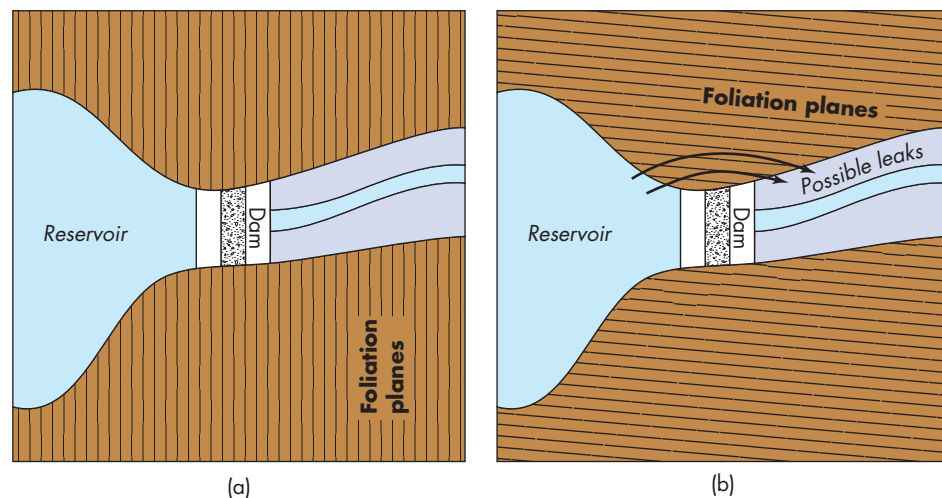 Reservoir
Dam
Foliation
planes
(a)
Foliation planes
Possible leaks
Reservoir
Dam
(b)